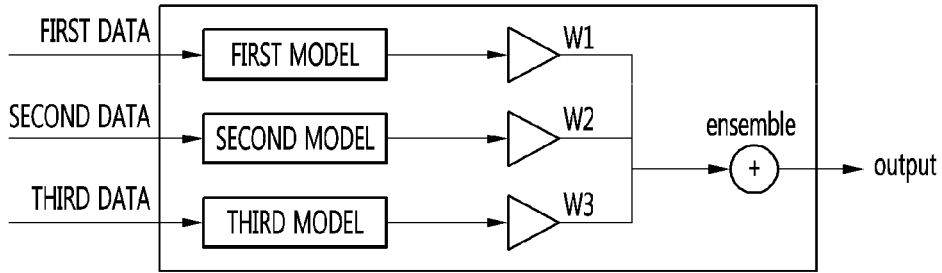 FIRST DATA
FIRST MODEL
W1
SECOND DATA
SECOND MODEL
W2
ensemble
+
output
THIRD DATA
THIRD MODEL
W3